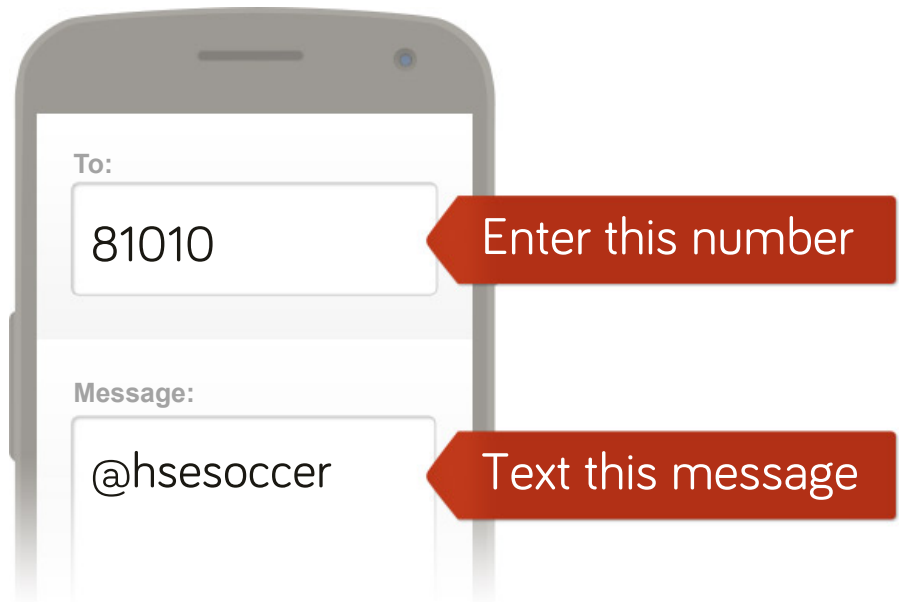 To:
81010
Enter this number
Message:
@hsesoccer
Text this message